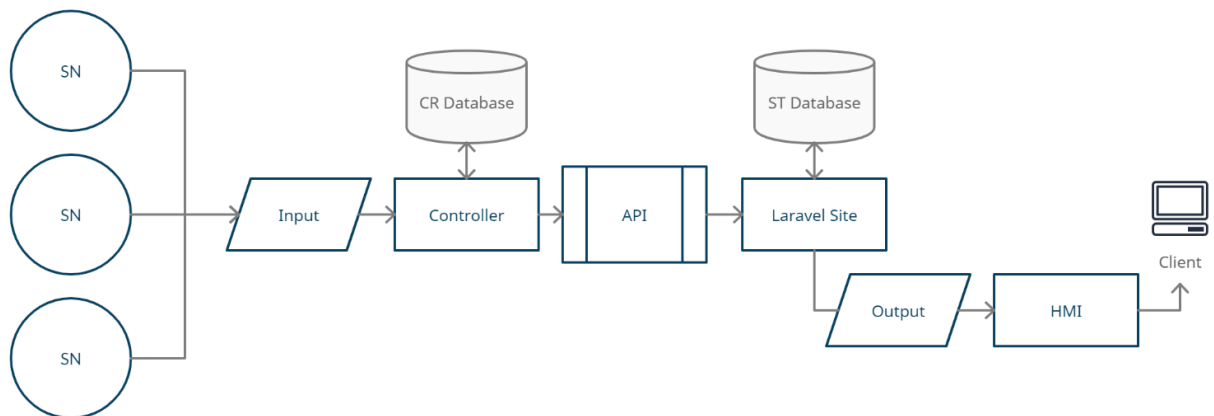 SN
SN
SN
CR Database
ST Database
Input
Controller
API
Laravel Site
Client
Output
HMI